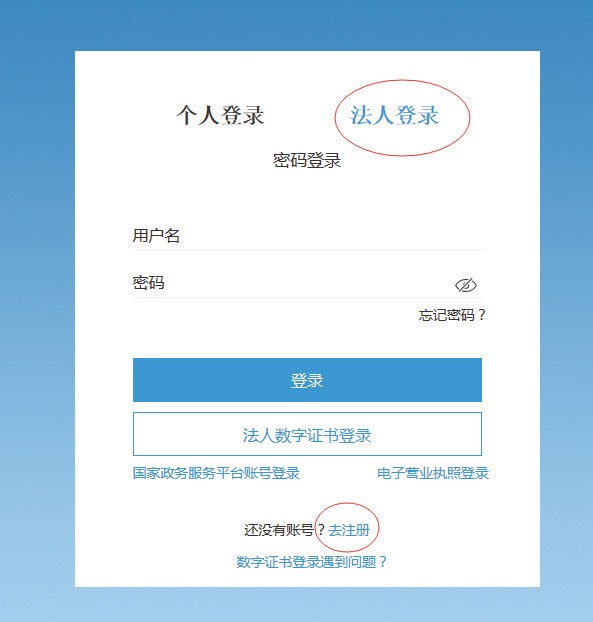 个人登录 法人登录
密码登录
用户名
密码
忘记密码？
登录
法人数字证书登录
国家政务服务平台账号登录 电子营业执照登录
还没有账号？去注册
数字证书登录遇到问题？